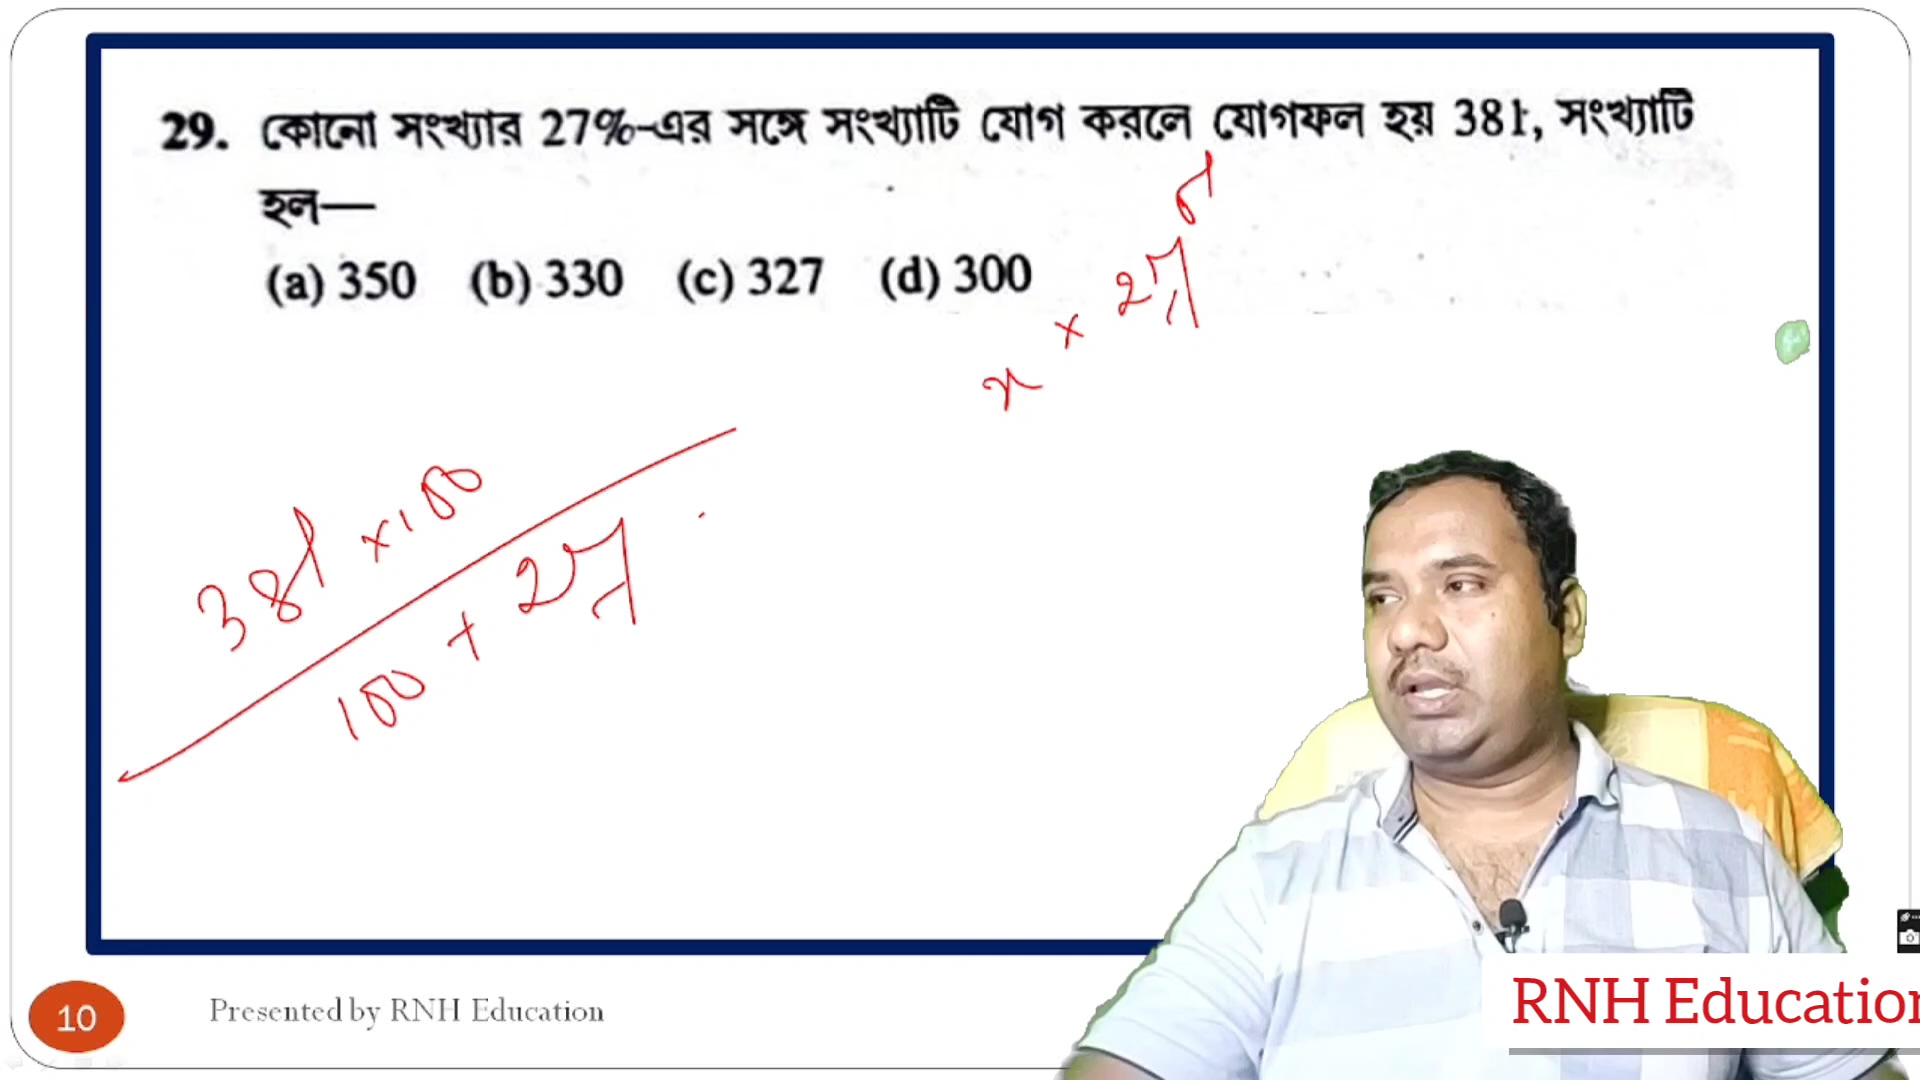 29. কোনো সংখ্যার 27%-এর সঙ্গে সংখ্যাটি যোগ করলে যোগফল হয় 381, সংখ্যাটি
হল—
(a) 350 (b) 330 (c) 327 (d) 300
x × 27
381 × 100
100 + 27
10
Presented by RNH Education
RNH Education